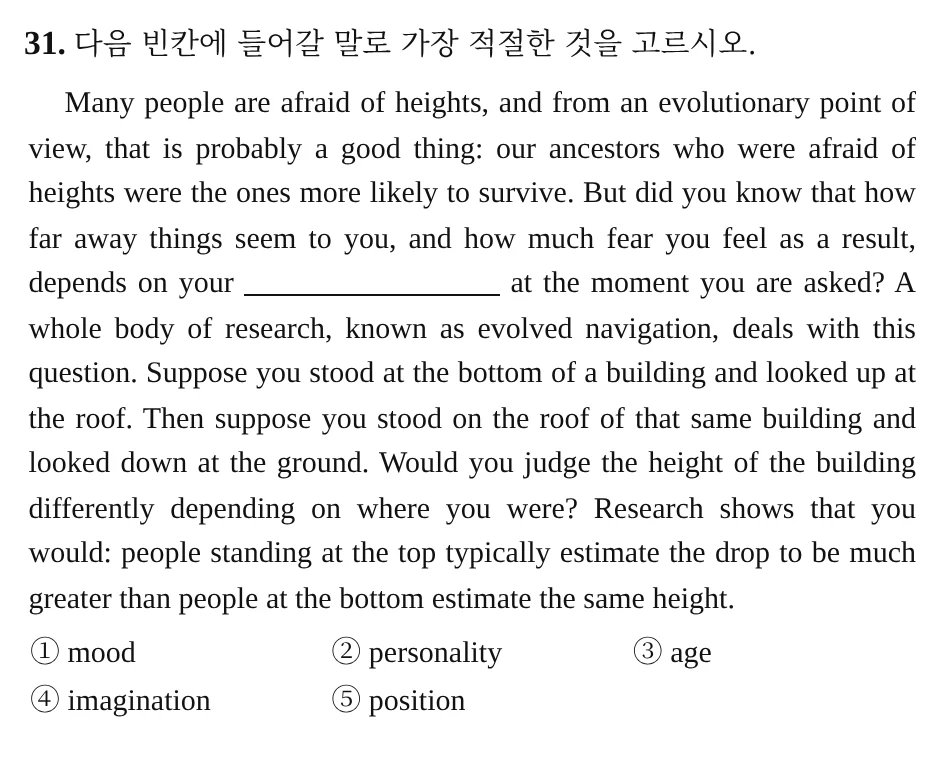 31. 다음 빈칸에 들어갈 말로 가장 적절한 것을 고르시오.
Many people are afraid of heights, and from an evolutionary point of
view, that is probably a good thing: our ancestors who were afraid of
heights were the ones more likely to survive. But did you know that how
far away things seem to you, and how much fear you feel as a result,
depends on your ________________ at the moment you are asked? A
whole body of research, known as evolved navigation, deals with this
question. Suppose you stood at the bottom of a building and looked up at
the roof. Then suppose you stood on the roof of that same building and
looked down at the ground. Would you judge the height of the building
differently depending on where you were? Research shows that you
would: people standing at the top typically estimate the drop to be much
greater than people at the bottom estimate the same height.
① mood ② personality ③ age
④ imagination ⑤ position